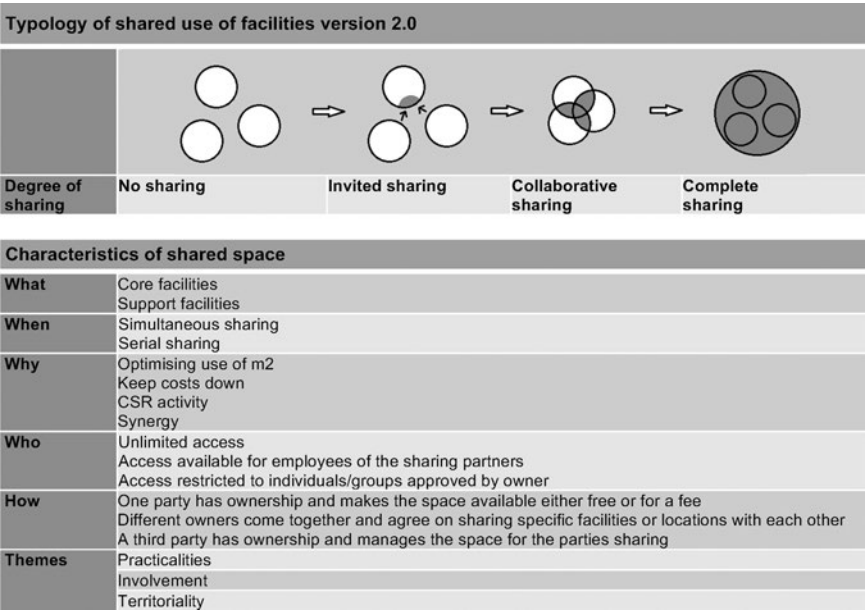 Typology of shared use of facilities version 2.0
Degree of sharing
No sharing
Invited sharing
Collaborative sharing
Complete sharing
Characteristics of shared space
What
Core facilities
Support facilities
When
Simultaneous sharing
Serial sharing
Why
Optimising use of m2
Keep costs down
CSR activity
Synergy
Who
Unlimited access
Access available for employees of the sharing partners
Access restricted to individuals/groups approved by owner
How
One party has ownership and makes the space available either free or for a fee
Different owners come together and agree on sharing specific facilities or locations with each other
A third party has ownership and manages the space for the parties sharing
Themes
Practicalities
Involvement
Territoriality